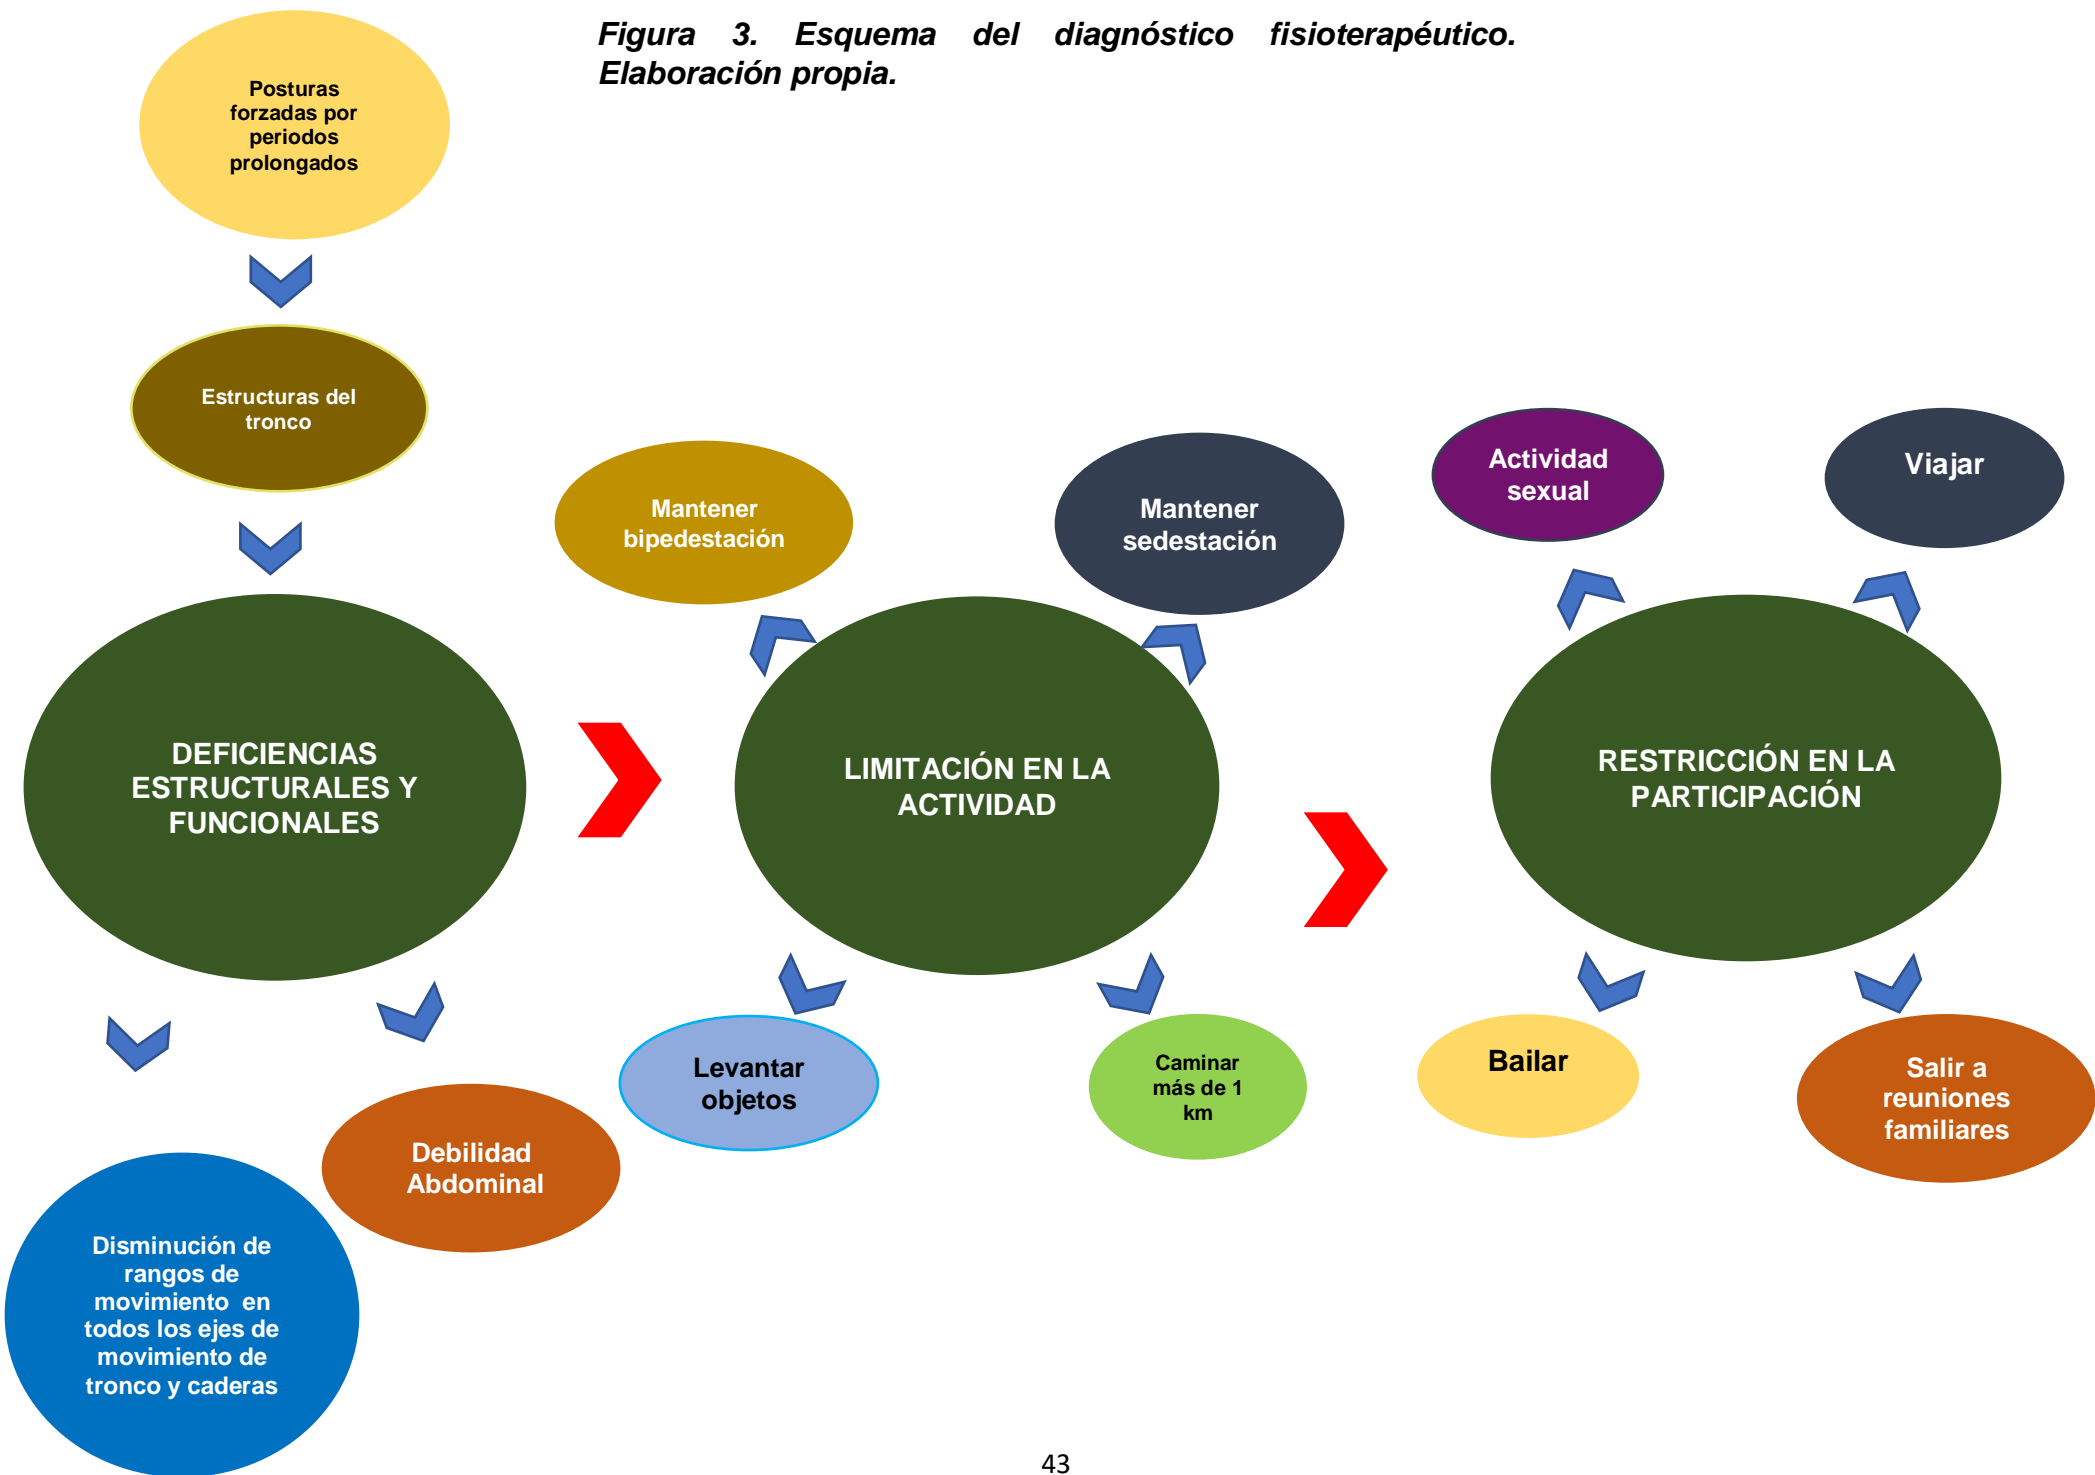 Figura 3. Esquema del diagnóstico fisioterapéutico.
Elaboración propia.
Posturas
forzadas por
periodos
prolongados
Estructuras del
tronco
DEFICIENCIAS
ESTRUCTURALES Y
FUNCIONALES
Debilidad
Abdominal
Disminución de
rangos de
movimiento  en
todos los ejes de
movimiento de
tronco y caderas
Mantener
bipedestación
Mantener
sedestación
LIMITACIÓN EN LA
ACTIVIDAD
Levantar
objetos
Caminar
más de 1
km
Actividad
sexual
Viajar
RESTRICCIÓN EN LA
PARTICIPACIÓN
Bailar
Salir a
reuniones
familiares
43